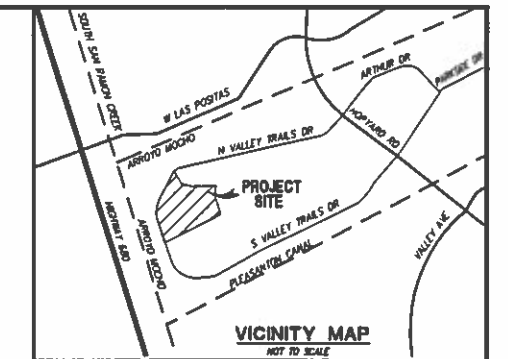 SOUTH SAN RAMON CREEK
W LAS POSITAS
ARTHUR DR
PARKSIDE DR
ARROYO MOCHO
N VALLEY TRAILS DR
HOPYARD RD
PROJECT
SITE
HIGHWAY 680
ARROYO MOCHO
S VALLEY TRAILS DR
PLEASANTON CANAL
VALLEY AVE
VICINITY MAP
NOT TO SCALE